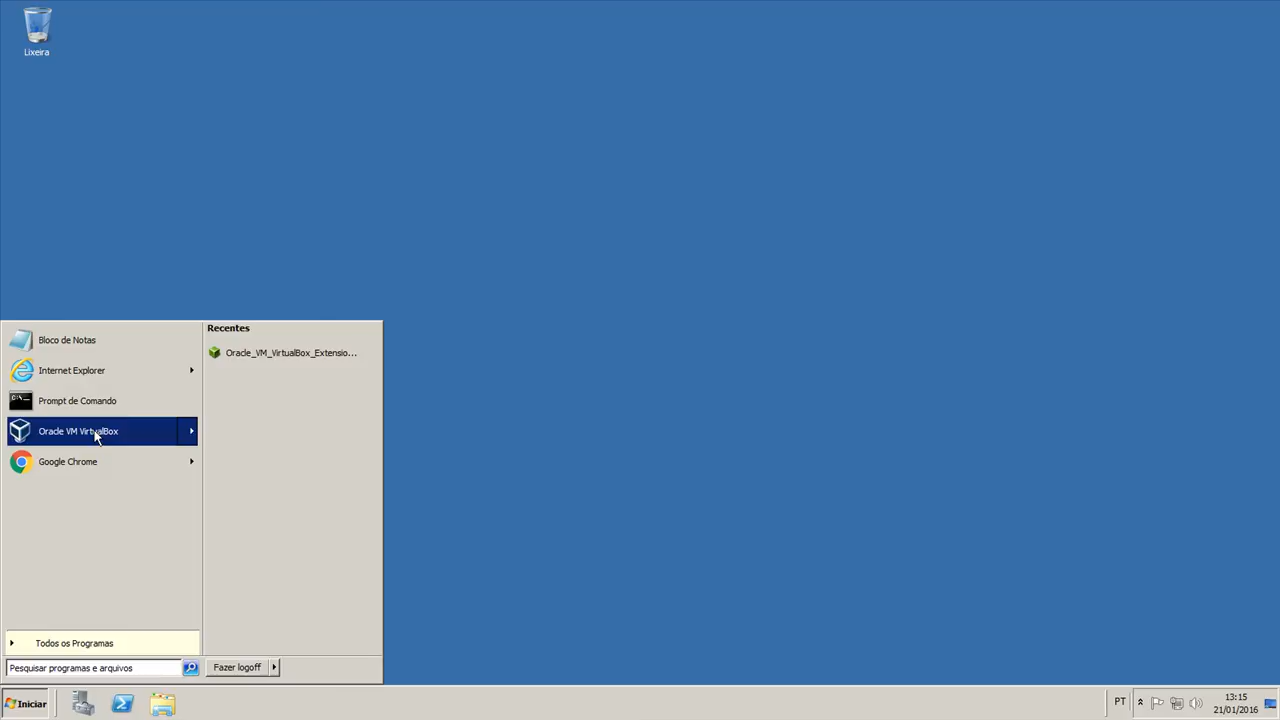 Lixeira
Bloco de Notas
Internet Explorer
Prompt de Comando
Oracle VM VirtualBox
Google Chrome
Todos os Programas
Pesquisar programas e arquivos
Recentes
Oracle_VM_VirtualBox_Extensio...
Fazer logoff
Iniciar
PT
13:15
21/01/2016